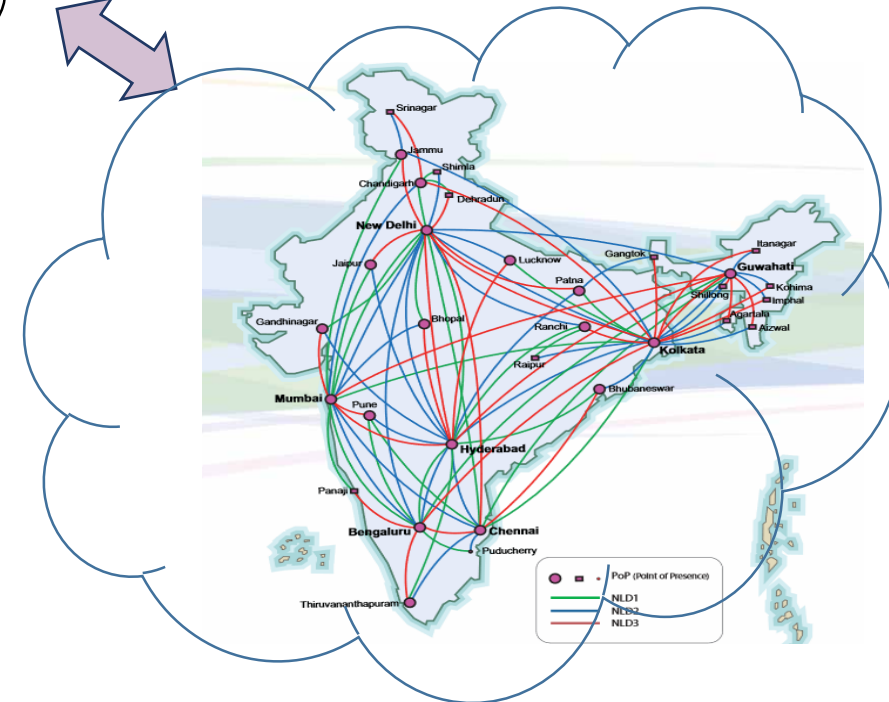 Srinagar
Jammu
Shimla
Chandigarh
Dehradun
New Delhi
Itanagar
Gangtok
Lucknow
Jaipur
Guwahati
Patna
Kohima
Shillong
Imphal
Agartala
Gandhinagar
Bhopal
Ranchi
Aizwal
Kolkata
Raipur
Bhubaneswar
Mumbai
Pune
Hyderabad
Panaji
Bengaluru
Chennai
Puducherry
PoP (Point of Presence)
NLD1
Thiruvananthapuram
NLD2
NLD3